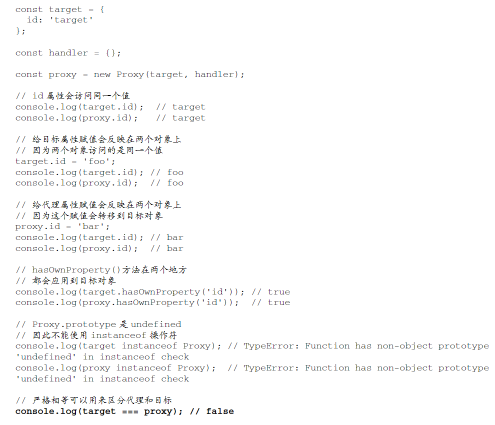 const target = {
  id: 'target'
};
const handler = {};
const proxy = new Proxy(target, handler);
// id 属性会访问同一个值
console.log(target.id);  // target
console.log(proxy.id);   // target
// 给目标属性赋值会反映在两个对象上
// 因为两个对象访问的是同一个值
target.id = 'foo';
console.log(target.id); // foo
console.log(proxy.id);  // foo
// 给代理属性赋值会反映在两个对象上
// 因为这个赋值会转移到目标对象
proxy.id = 'bar';
console.log(target.id); // bar
console.log(proxy.id);  // bar
// hasOwnProperty()方法在两个地方
// 都会应用到目标对象
console.log(target.hasOwnProperty('id')); // true
console.log(proxy.hasOwnProperty('id'));  // true
// Proxy.prototype 是 undefined
// 因此不能使用 instanceof 操作符
console.log(target instanceof Proxy); // TypeError: Function has non-object prototype
'undefined' in instanceof check
console.log(proxy instanceof Proxy);  // TypeError: Function has non-object prototype
'undefined' in instanceof check
// 严格相等可以用来区分代理和目标
console.log(target === proxy); // false